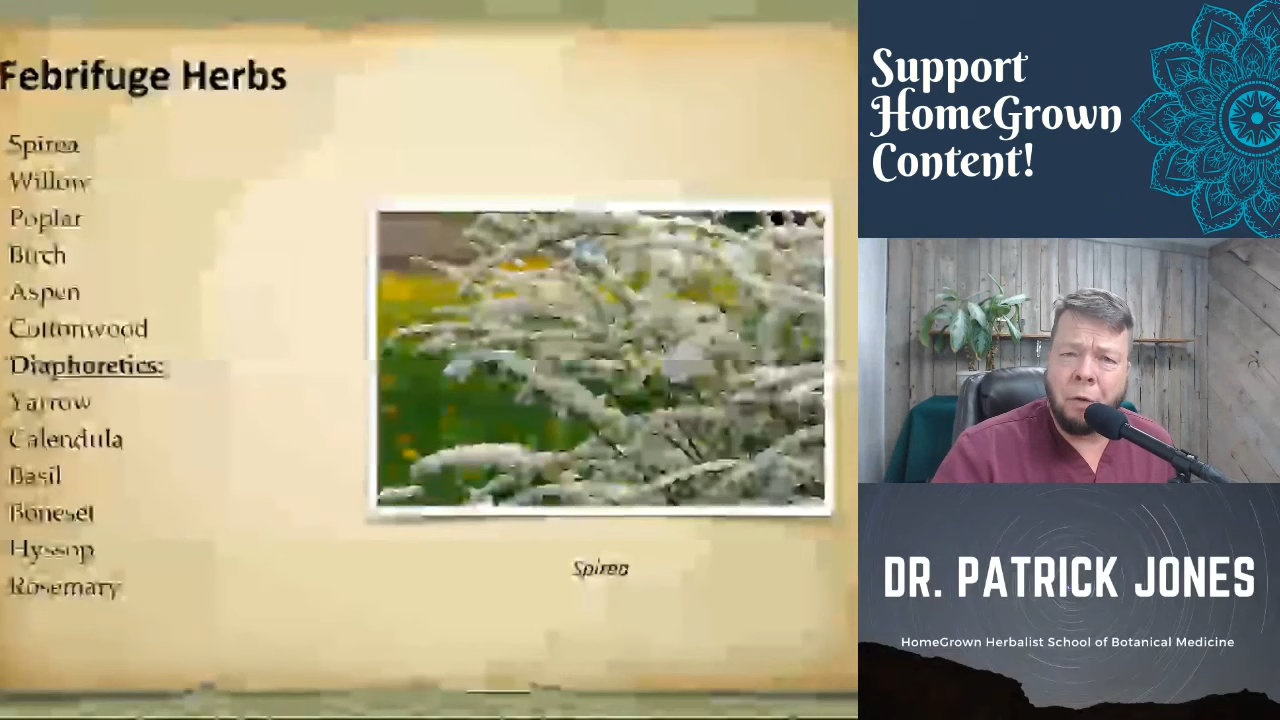 Febrifuge Herbs
Spirea
Willow
Poplar
Birch
Aspen
Cottonwood
Diaphoretics:
Yarrow
Calendula
Basil
Boneset
Hyssop
Rosemary
Spirea
Support
HomeGrown
Content!
DR. PATRICK JONES
HomeGrown Herbalist School of Botanical Medicine